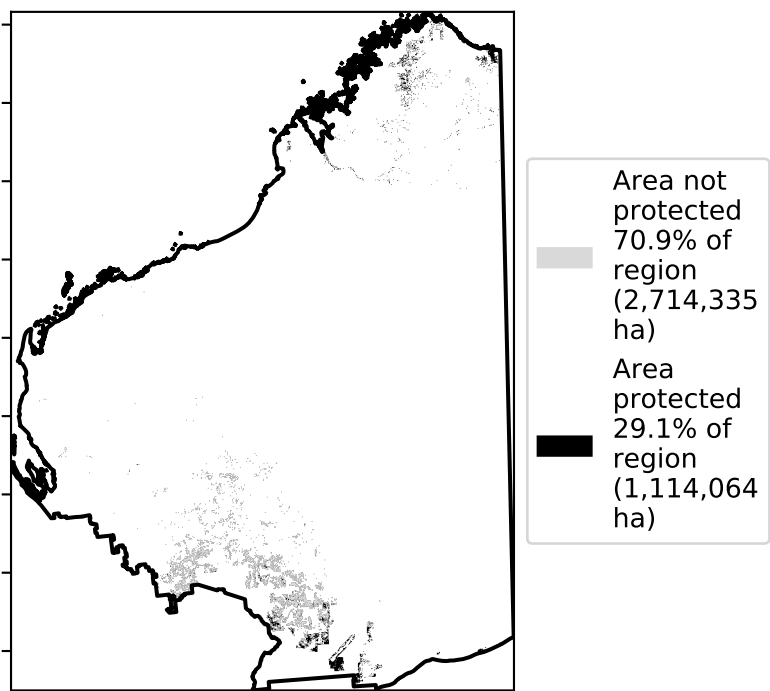 Area not
protected
70.9% of
region
(2,714,335
ha)
Area
protected
29.1% of
region
(1,114,064
ha)